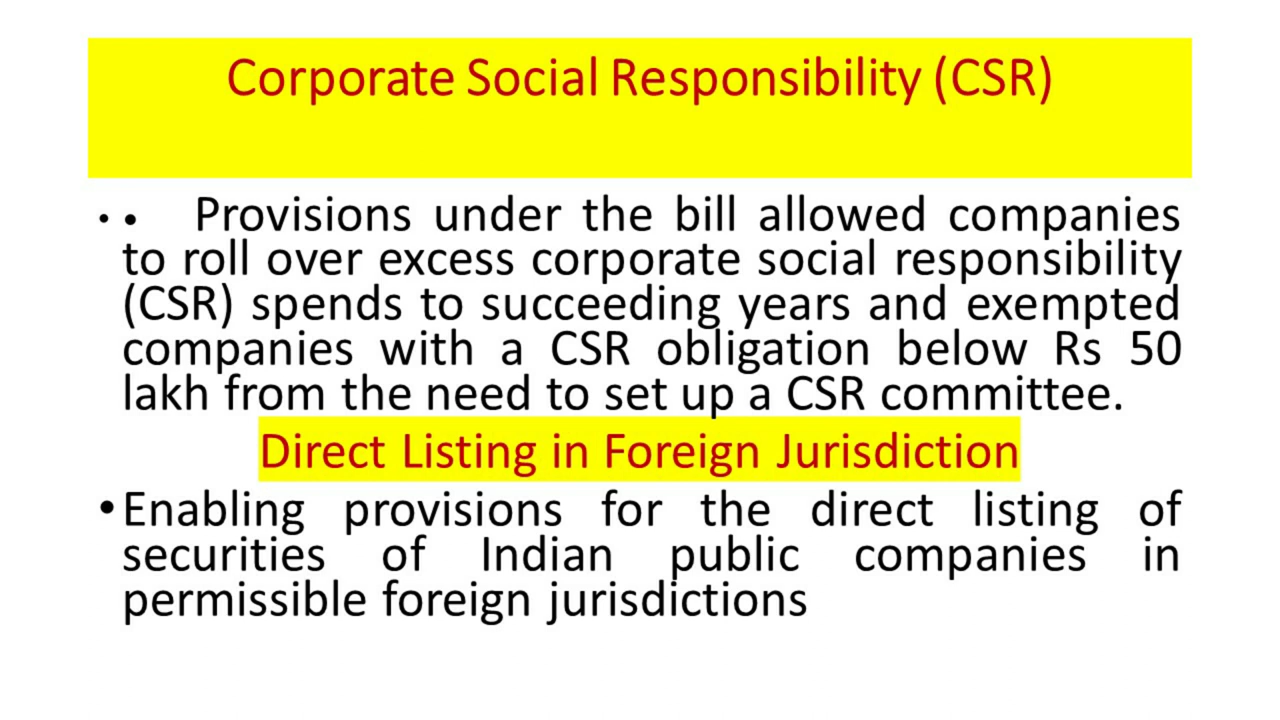 Corporate Social Responsibility (CSR)
• • Provisions under the bill allowed companies
to roll over excess corporate social responsibility
(CSR) spends to succeeding years and exempted
companies with a CSR obligation below Rs 50
lakh from the need to set up a CSR committee.
Direct Listing in Foreign Jurisdiction
•Enabling provisions for the direct listing of
securities of Indian public companies in
permissible foreign jurisdictions